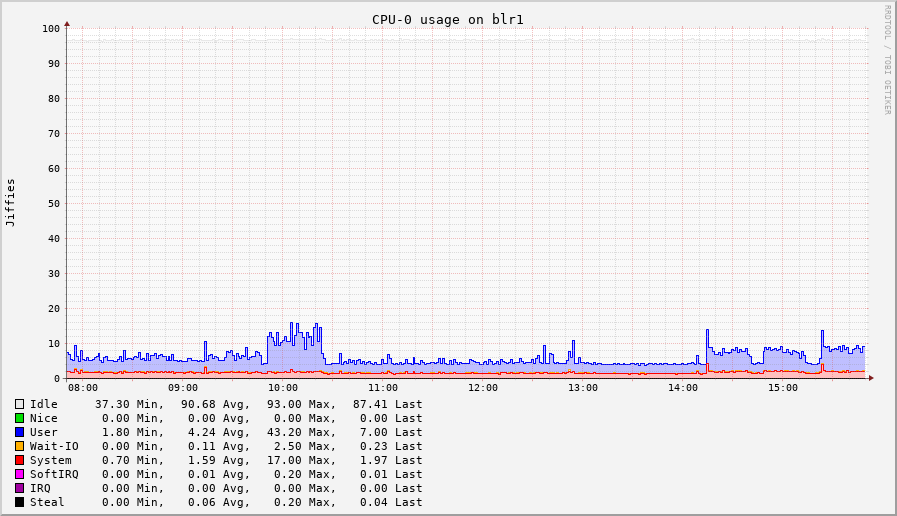 CPU-0 usage on blr1
RRDTOOL / TOBI OETIKER
Jiffies
100
90
80
70
60
50
40
30
20
10
0
08:00 09:00 10:00 11:00 12:00 13:00 14:00 15:00
Idle 37.30 Min, 90.68 Avg, 93.00 Max, 87.41 Last
Nice 0.00 Min, 0.00 Avg, 0.00 Max, 0.00 Last
User 1.80 Min, 4.24 Avg, 43.20 Max, 7.00 Last
Wait-IO 0.00 Min, 0.11 Avg, 2.50 Max, 0.23 Last
System 0.70 Min, 1.59 Avg, 17.00 Max, 1.97 Last
SoftIRQ 0.00 Min, 0.01 Avg, 0.20 Max, 0.01 Last
IRQ 0.00 Min, 0.00 Avg, 0.00 Max, 0.00 Last
Steal 0.00 Min, 0.06 Avg, 0.20 Max, 0.04 Last